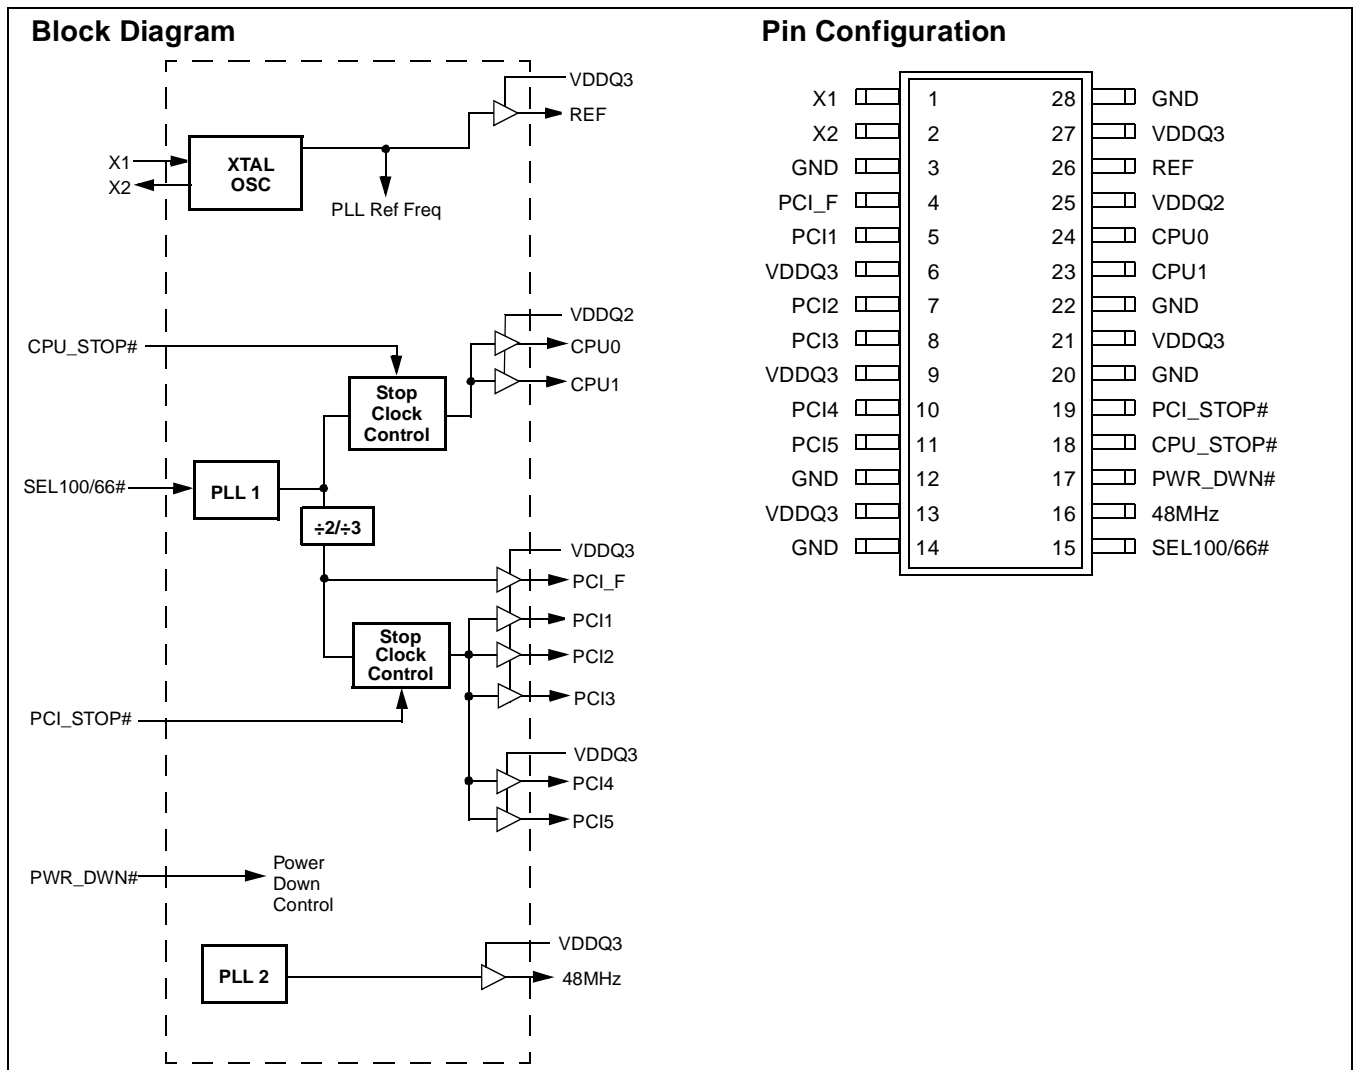 Block Diagram
VDDQ3
REF
X1
X2
XTAL
OSC
PLL Ref Freq
VDDQ2
CPU_STOP#
CPU0
CPU1
Stop
Clock
Control
SEL100/66#
PLL 1
÷2/÷3
VDDQ3
PCI_F
PCI1
Stop
Clock
Control
PCI2
PCI3
PCI_STOP#
VDDQ3
PCI4
PCI5
PWR_DWN#
Power
Down
Control
VDDQ3
PLL 2
48MHz
Pin Configuration
X1 1 28 GND
X2 2 27 VDDQ3
GND 3 26 REF
PCI_F 4 25 VDDQ2
PCI1 5 24 CPU0
VDDQ3 6 23 CPU1
PCI2 7 22 GND
PCI3 8 21 VDDQ3
VDDQ3 9 20 GND
PCI4 10 19 PCI_STOP#
PCI5 11 18 CPU_STOP#
GND 12 17 PWR_DWN#
VDDQ3 13 16 48MHz
GND 14 15 SEL100/66#